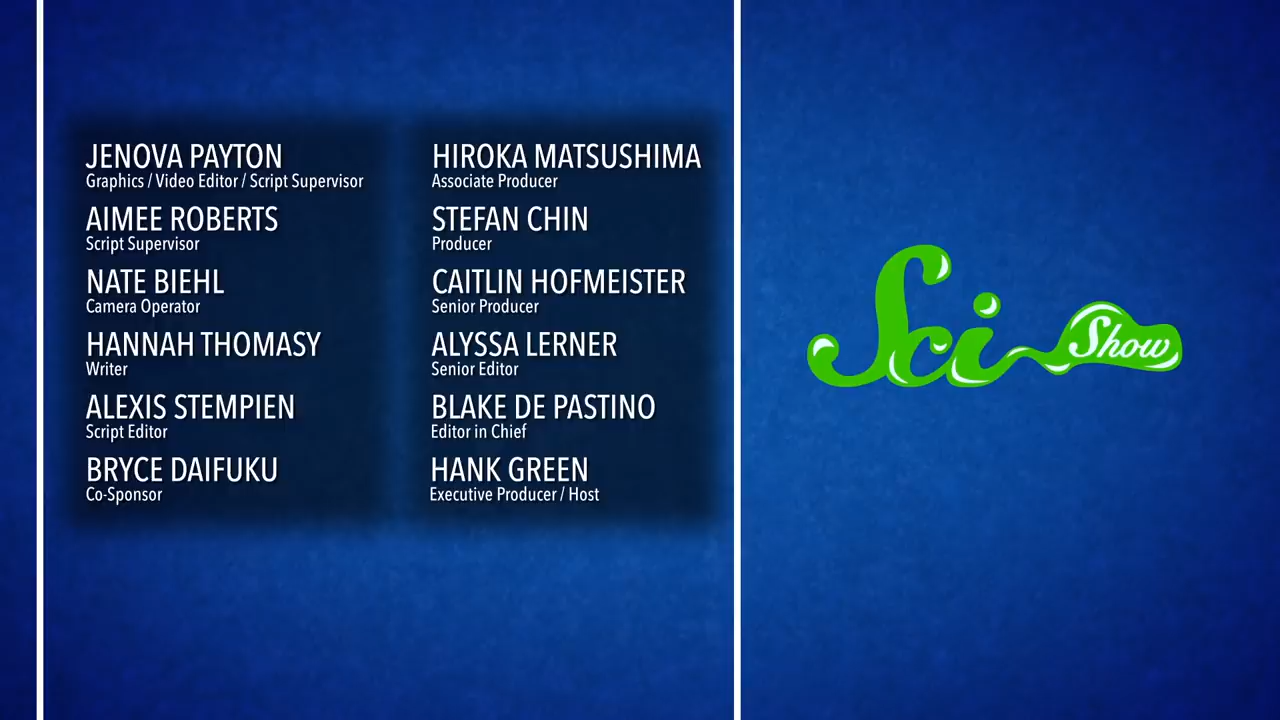 JENOVA PAYTON
Graphics / Video Editor / Script Supervisor
AIMEE ROBERTS
Script Supervisor
NATE BIEHL
Camera Operator
HANNAH THOMASY
Writer
ALEXIS STEMPIEN
Script Editor
BRYCE DAIFUKU
Co-Sponsor
HIROKA MATSUSHIMA
Associate Producer
STEFAN CHIN
Producer
CAITLIN HOFMEISTER
Senior Producer
ALYSSA LERNER
Senior Editor
BLAKE DE PASTINO
Editor in Chief
HANK GREEN
Executive Producer / Host
Sci Show